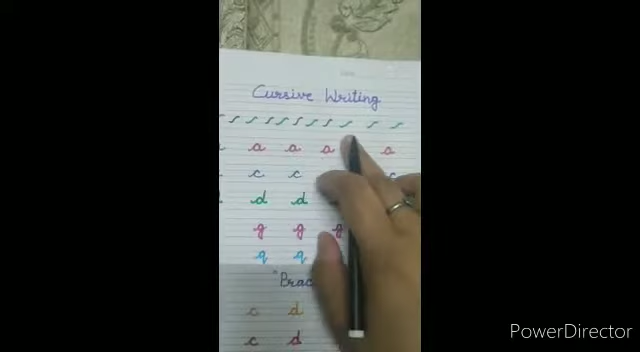 Cursive Writing
a a a a
c c c
d d d
g g g
q q
"Prac
c d
c d
PowerDirector